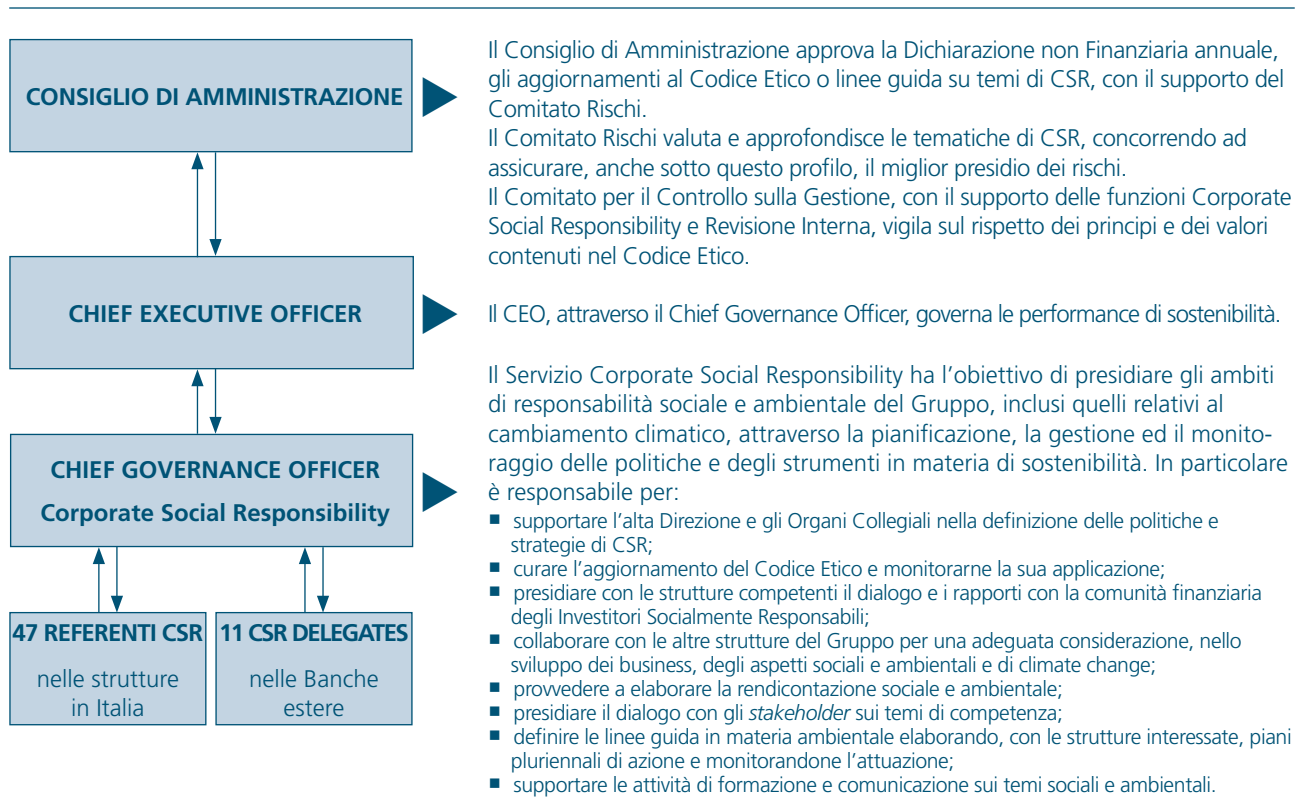 CONSIGLIO DI AMMINISTRAZIONE
Il Consiglio di Amministrazione approva la Dichiarazione non Finanziaria annuale,
gli aggiornamenti al Codice Etico o linee guida su temi di CSR, con il supporto del
Comitato Rischi.
Il Comitato Rischi valuta e approfondisce le tematiche di CSR, concorrendo ad
assicurare, anche sotto questo profilo, il miglior presidio dei rischi.
Il Comitato per il Controllo sulla Gestione, con il supporto delle funzioni Corporate
Social Responsibility e Revisione Interna, vigila sul rispetto dei principi e dei valori
contenuti nel Codice Etico.
CHIEF EXECUTIVE OFFICER
Il CEO, attraverso il Chief Governance Officer, governa le performance di sostenibilità.
CHIEF GOVERNANCE OFFICER
Corporate Social Responsibility
Il Servizio Corporate Social Responsibility ha l'obiettivo di presidiare gli ambiti
di responsabilità sociale e ambientale del Gruppo, inclusi quelli relativi al
cambiamento climatico, attraverso la pianificazione, la gestione ed il monito-
raggio delle politiche e degli strumenti in materia di sostenibilità. In particolare
è responsabile per:
■ supportare l'alta Direzione e gli Organi Collegiali nella definizione delle politiche e
strategie di CSR;
■ curare l'aggiornamento del Codice Etico e monitorarne la sua applicazione;
■ presidiare con le strutture competenti il dialogo e i rapporti con la comunità finanziaria
degli Investitori Socialmente Responsabili;
■ collaborare con le altre strutture del Gruppo per una adeguata considerazione, nello
sviluppo dei business, degli aspetti sociali e ambientali e di climate change;
■ provvedere a elaborare la rendicontazione sociale e ambientale;
■ presidiare il dialogo con gli stakeholder sui temi di competenza;
■ definire le linee guida in materia ambientale elaborando, con le strutture interessate, piani
pluriennali di azione e monitorandone l'attuazione;
■ supportare le attività di formazione e comunicazione sui temi sociali e ambientali.
47 REFERENTI CSR
nelle strutture
in Italia
11 CSR DELEGATES
nelle Banche
estere